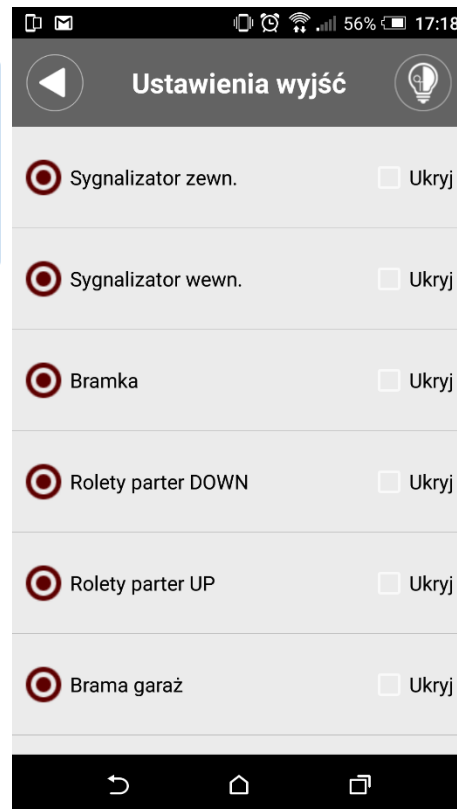 56% 17:18
Ustawienia wyjść
Sygnalizator zewn. Ukryj
Sygnalizator wewn. Ukryj
Bramka Ukryj
Rolety parter DOWN Ukryj
Rolety parter UP Ukryj
Brama garaż Ukryj